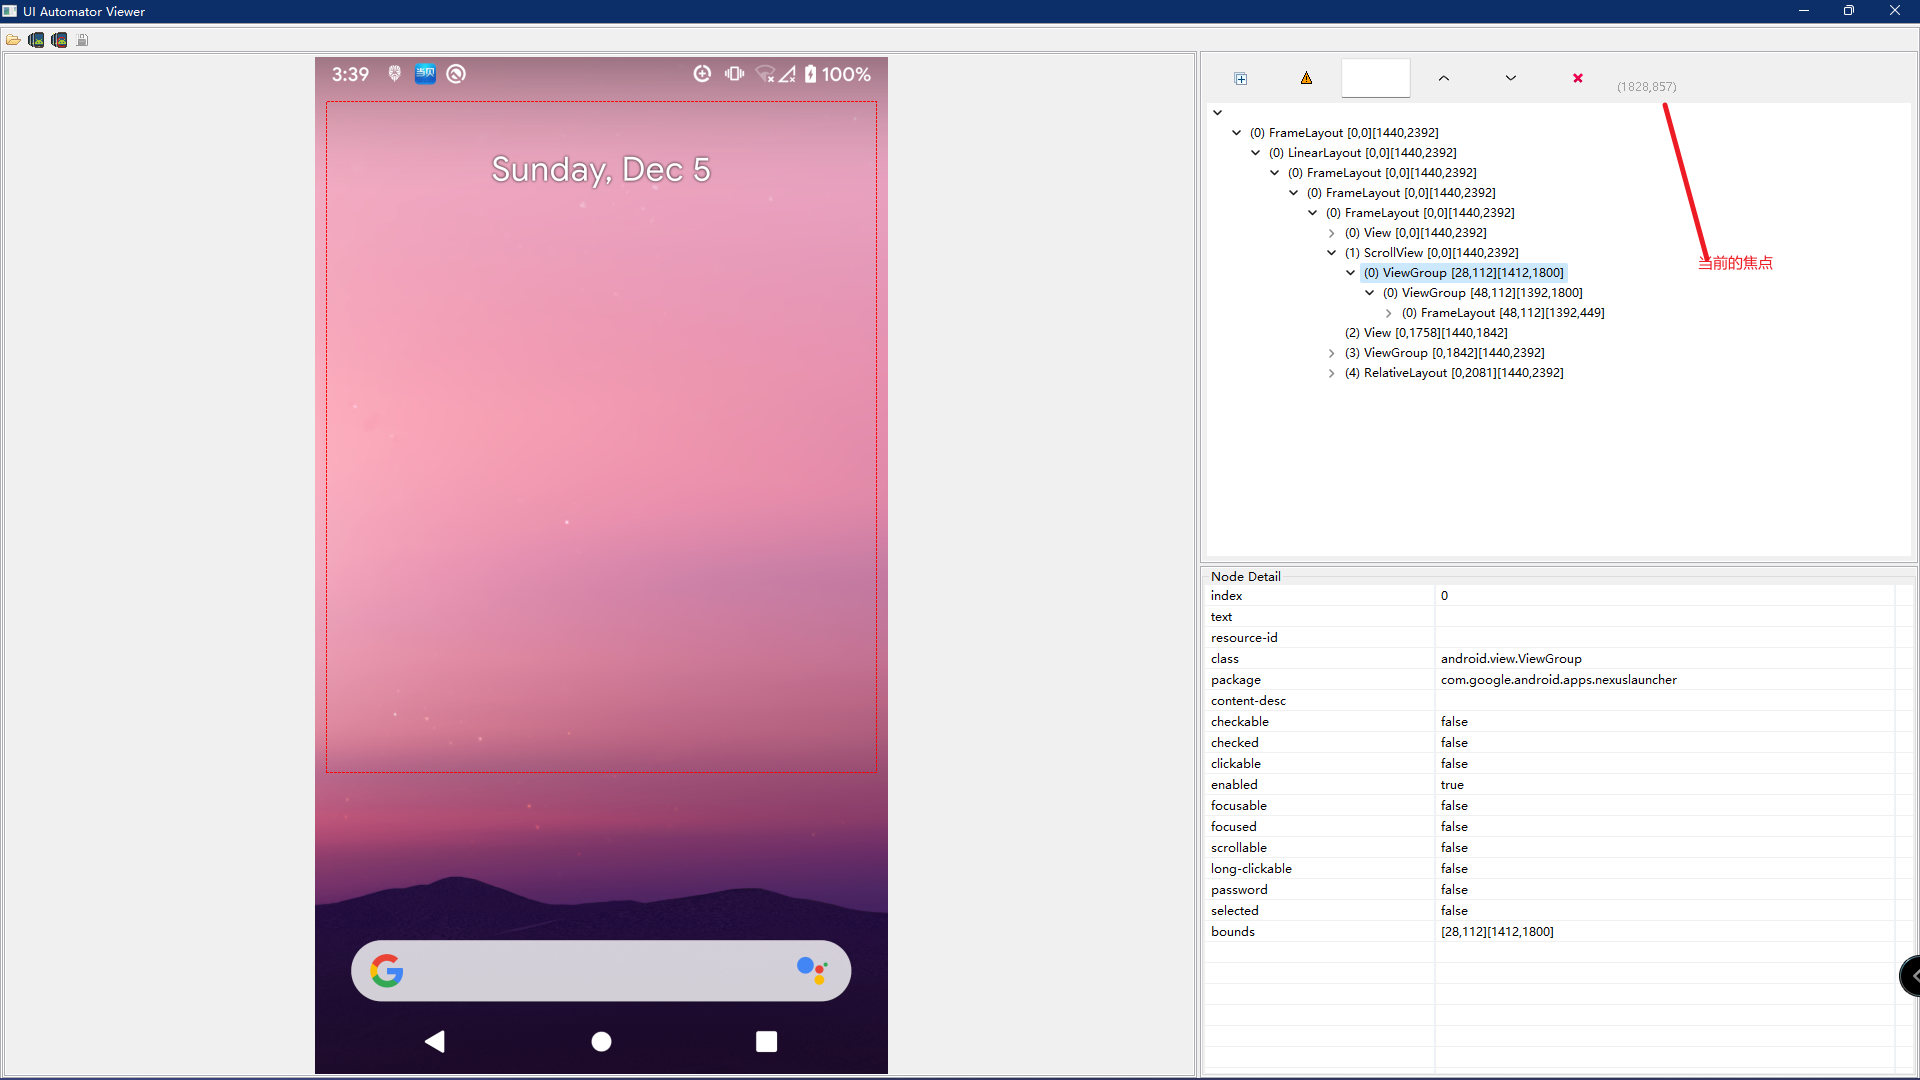 UI Automator Viewer
3:39
当贝
100%
Sunday, Dec 5
(1828,857)
(0) FrameLayout [0,0][1440,2392]
(0) LinearLayout [0,0][1440,2392]
(0) FrameLayout [0,0][1440,2392]
(0) FrameLayout [0,0][1440,2392]
(0) FrameLayout [0,0][1440,2392]
(0) View [0,0][1440,2392]
(1) ScrollView [0,0][1440,2392]
(0) ViewGroup [28,112][1412,1800]
(0) ViewGroup [48,112][1392,1800]
(0) FrameLayout [48,112][1392,449]
(2) View [0,1758][1440,1842]
(3) ViewGroup [0,1842][1440,2392]
(4) RelativeLayout [0,2081][1440,2392]
当前的焦点
Node Detail
index 0
text
resource-id
class android.view.ViewGroup
package com.google.android.apps.nexuslauncher
content-desc
checkable false
checked false
clickable false
enabled true
focusable false
focused false
scrollable false
long-clickable false
password false
selected false
bounds [28,112][1412,1800]